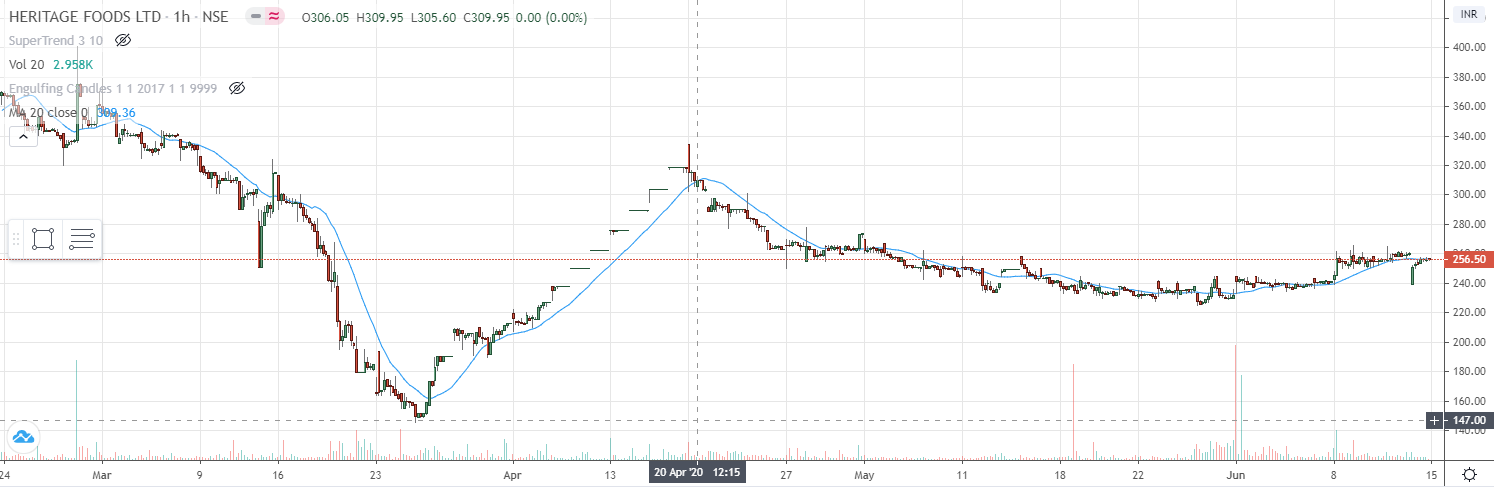 HERITAGE FOODS LTD · 1h · NSE O306.05 H309.95 L305.60 C309.95 0.00 (0.00%) INR
SuperTrend 3 10
Vol 20 2.958K
Engulfing Candles 1 1 2017 1 1 9999
MA 20 close 0 309.36
400.00
380.00
360.00
340.00
320.00
300.00
280.00
260.00
256.50
240.00
220.00
200.00
180.00
160.00
147.00
140.00
24 Mar 9 16 23 Apr 13 20 Apr '20 12:15 27 May 11 18 22 Jun 8 15